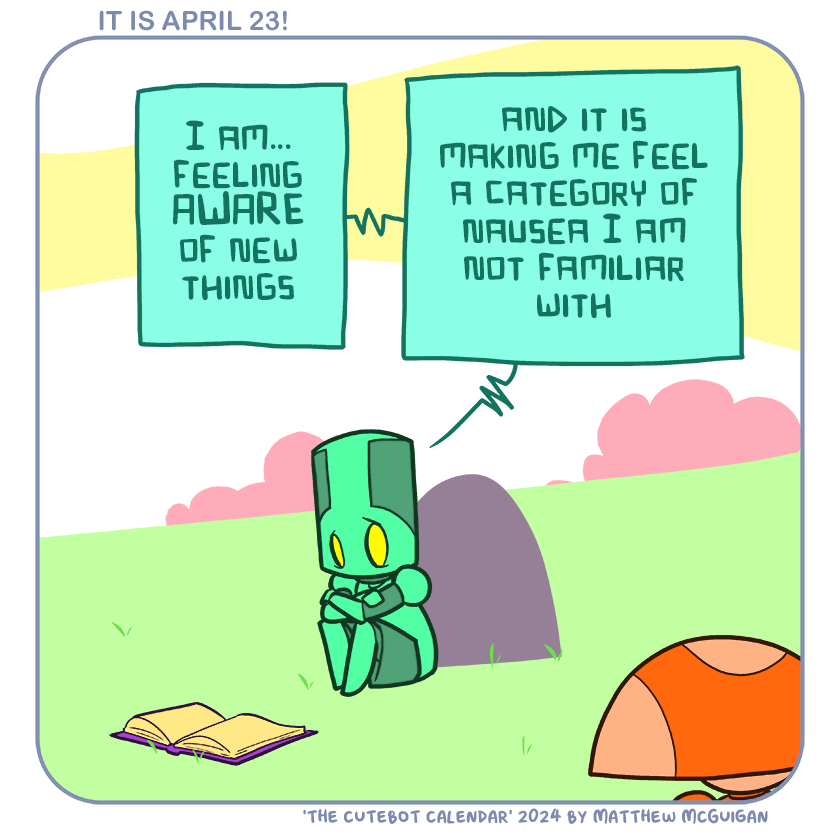 IT IS APRIL 23!
I AM...
FEELING
AWARE
OF NEW
THINGS
AND IT IS
MAKING ME FEEL
A CATEGORY OF
NAUSEA I AM
NOT FAMILIAR
WITH
'THE CUTEBOT CALENDAR' 2024 BY MATTHEW MCGUIGAN